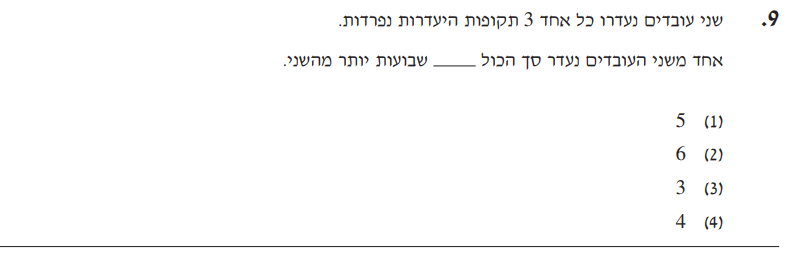 9. שני עובדים נעדרו כל אחד 3 תקופות היעדרות נפרדות.
אחד משני העובדים נעדר סך הכול _____ שבועות יותר מהשני.
(1) 5
(2) 6
(3) 3
(4) 4